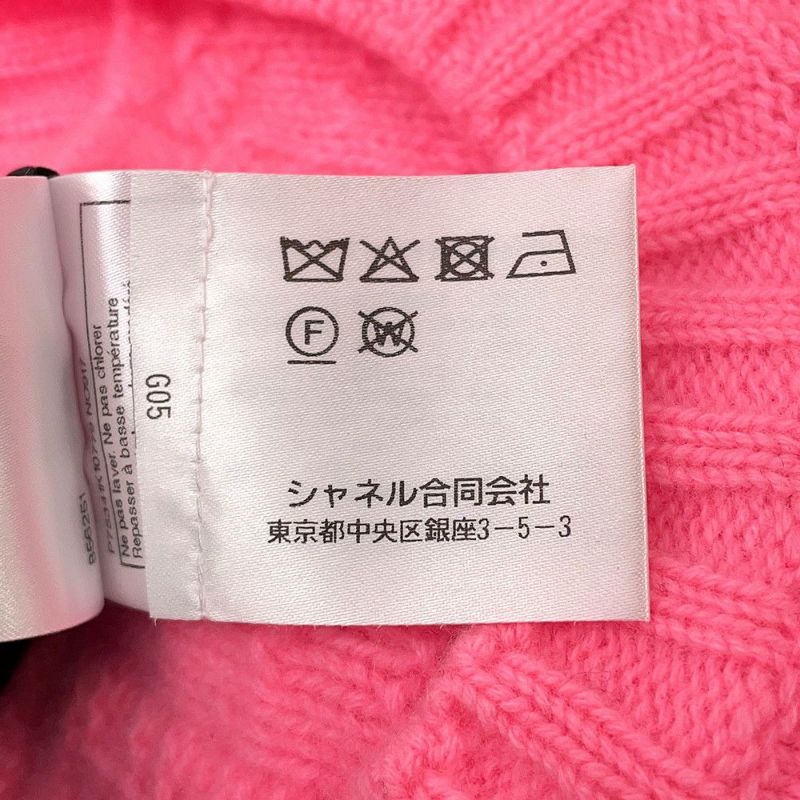 F
W
シャネル合同会社
東京都中央区銀座3-5-3
G05
Repasser à basse température
Ne pas laver. Ne pas chlorer